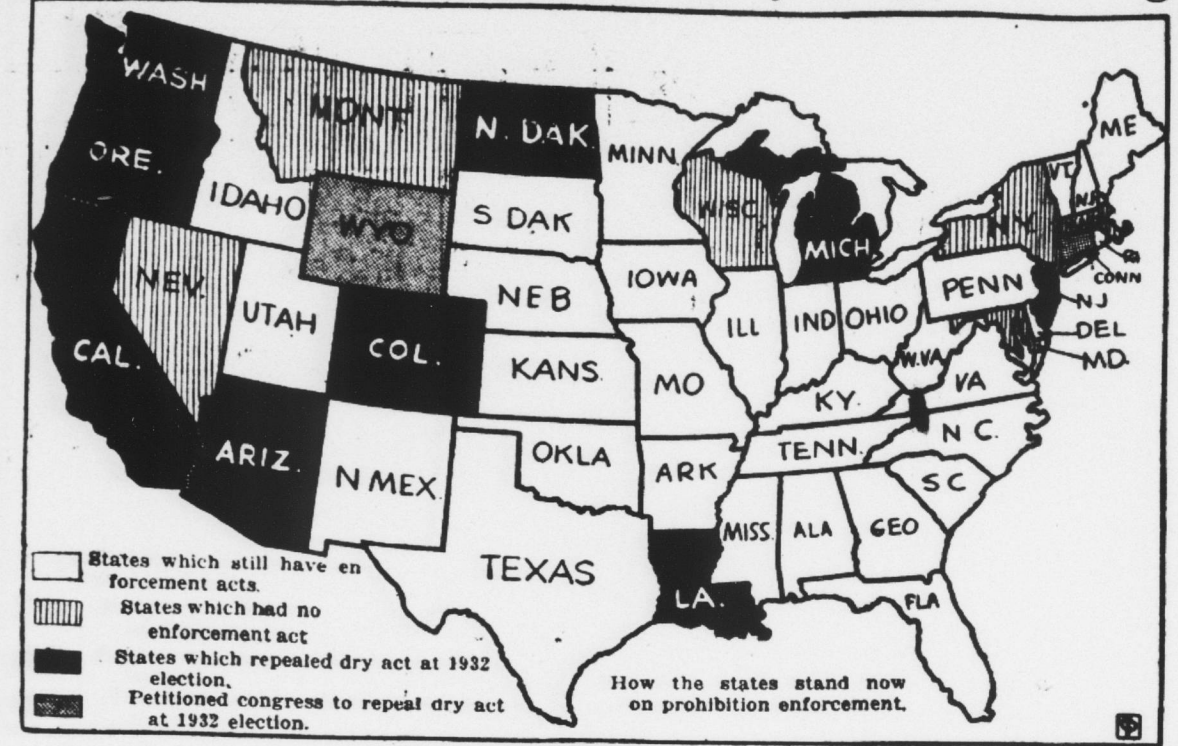 WASH
MONT
N. DAK.
MINN.
ME
ORE.
VT.
IDAHO
WYO.
S DAK
WISC.
N.Y.
MICH.
CONN
NEV.
UTAH
NEB
IOWA
PENN
NJ
CAL.
COL.
KANS.
MO
ILL
IND
OHIO
W.VA
VA
DEL
MD.
KY.
ARIZ.
N MEX.
OKLA
ARK
TENN.
N C.
SC
MISS.
ALA
GEO
TEXAS
LA.
FLA
States which still have en
forcement acts.
States which had no
enforcement act
States which repealed dry act at 1932
election.
Petitioned congress to repeal dry act
at 1932 election.
How the states stand now
on prohibition enforcement.